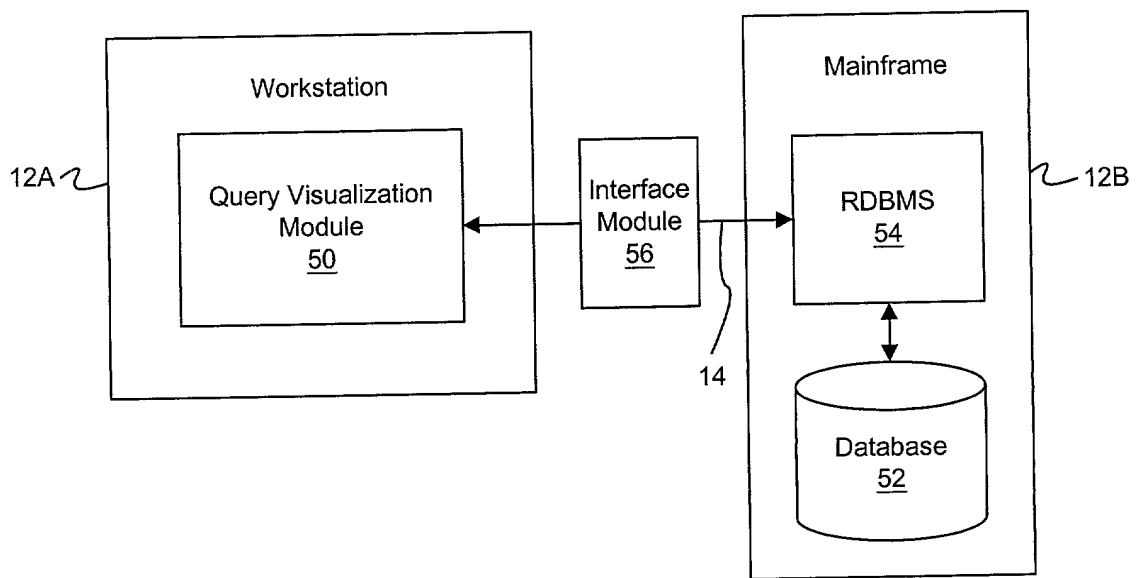 Workstation
Mainframe
12A
Query Visualization
Module
50
Interface
Module
56
RDBMS
54
12B
14
Database
52